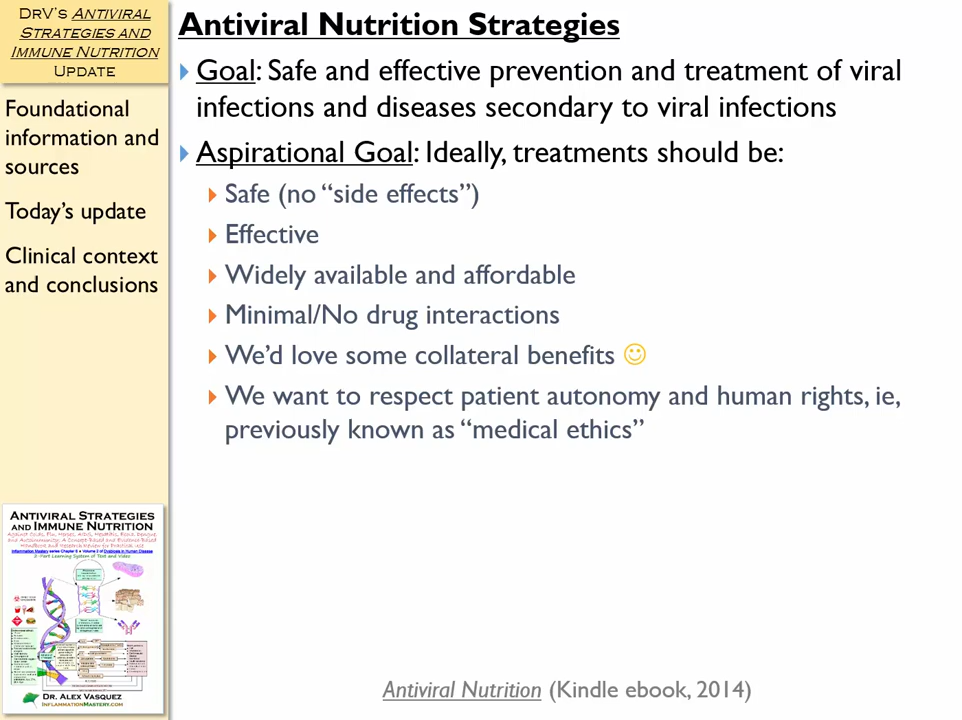 DrV's Antiviral
Strategies and
Immune Nutrition
Update
Foundational
information and
sources
Today's update
Clinical context
and conclusions
Antiviral Nutrition Strategies
Goal: Safe and effective prevention and treatment of viral
infections and diseases secondary to viral infections
Aspirational Goal: Ideally, treatments should be:
Safe (no “side effects”)
Effective
Widely available and affordable
Minimal/No drug interactions
We'd love some collateral benefits ☺
We want to respect patient autonomy and human rights, ie,
previously known as “medical ethics”
Antiviral Strategies
and Immune Nutrition
Dr. Alex Vasquez
InflammationMastery.com
Antiviral Nutrition (Kindle ebook, 2014)